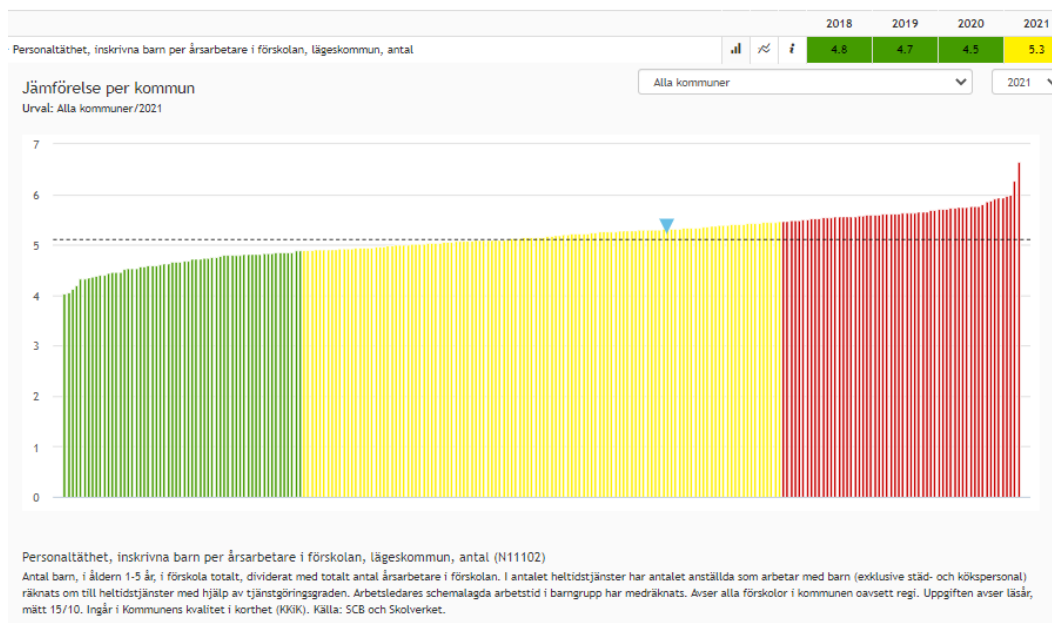 2018 2019 2020 2021
Personaltäthet, inskrivna barn per årsarbetare i förskolan, lägeskommun, antal i 4.8 4.7 4.5 5.3
Jämförelse per kommun
Alla kommuner 2021
Urval: Alla kommuner/2021
7
6
5
4
3
2
1
0
Personaltäthet, inskrivna barn per årsarbetare i förskolan, lägeskommun, antal (N11102)
Antal barn, i åldern 1-5 år, i förskola totalt, dividerat med totalt antal årsarbetare i förskolan. I antalet heltidstjänster har antalet anställda som arbetar med barn (exklusive städ- och kökspersonal)
räknats om till heltidstjänster med hjälp av tjänstgöringsgraden. Arbetsledares schemalagda arbetstid i barngrupp har medräknats. Avser alla förskolor i kommunen oavsett regi. Uppgiften avser läsår,
mätt 15/10. Ingår i Kommunens kvalitet i korthet (KKiK). Källa: SCB och Skolverket.